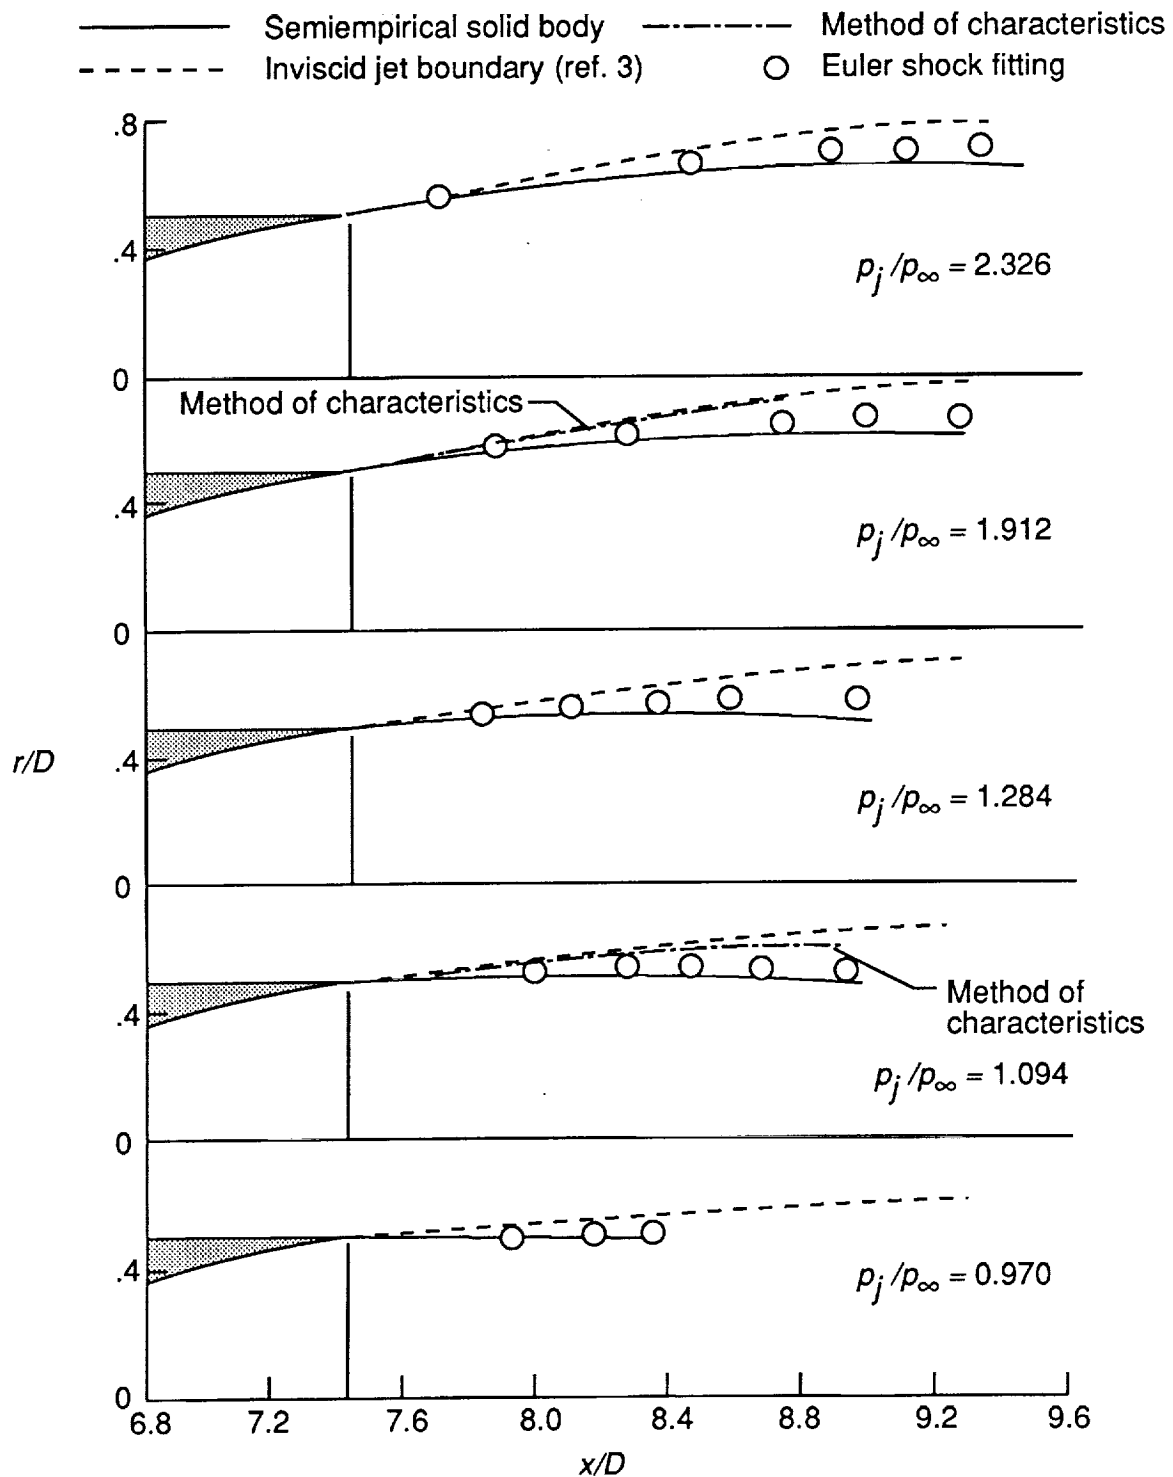 Semiempirical solid body
Method of characteristics
Inviscid jet boundary (ref. 3)
Euler shock fitting
.8
.4
p_j/p_∞ = 2.326
0
Method of characteristics
.4
p_j/p_∞ = 1.912
0
r/D
.4
p_j/p_∞ = 1.284
0
.4
Method of
characteristics
p_j/p_∞ = 1.094
0
.4
p_j/p_∞ = 0.970
0
6.8 7.2 7.6 8.0 8.4 8.8 9.2 9.6
x/D